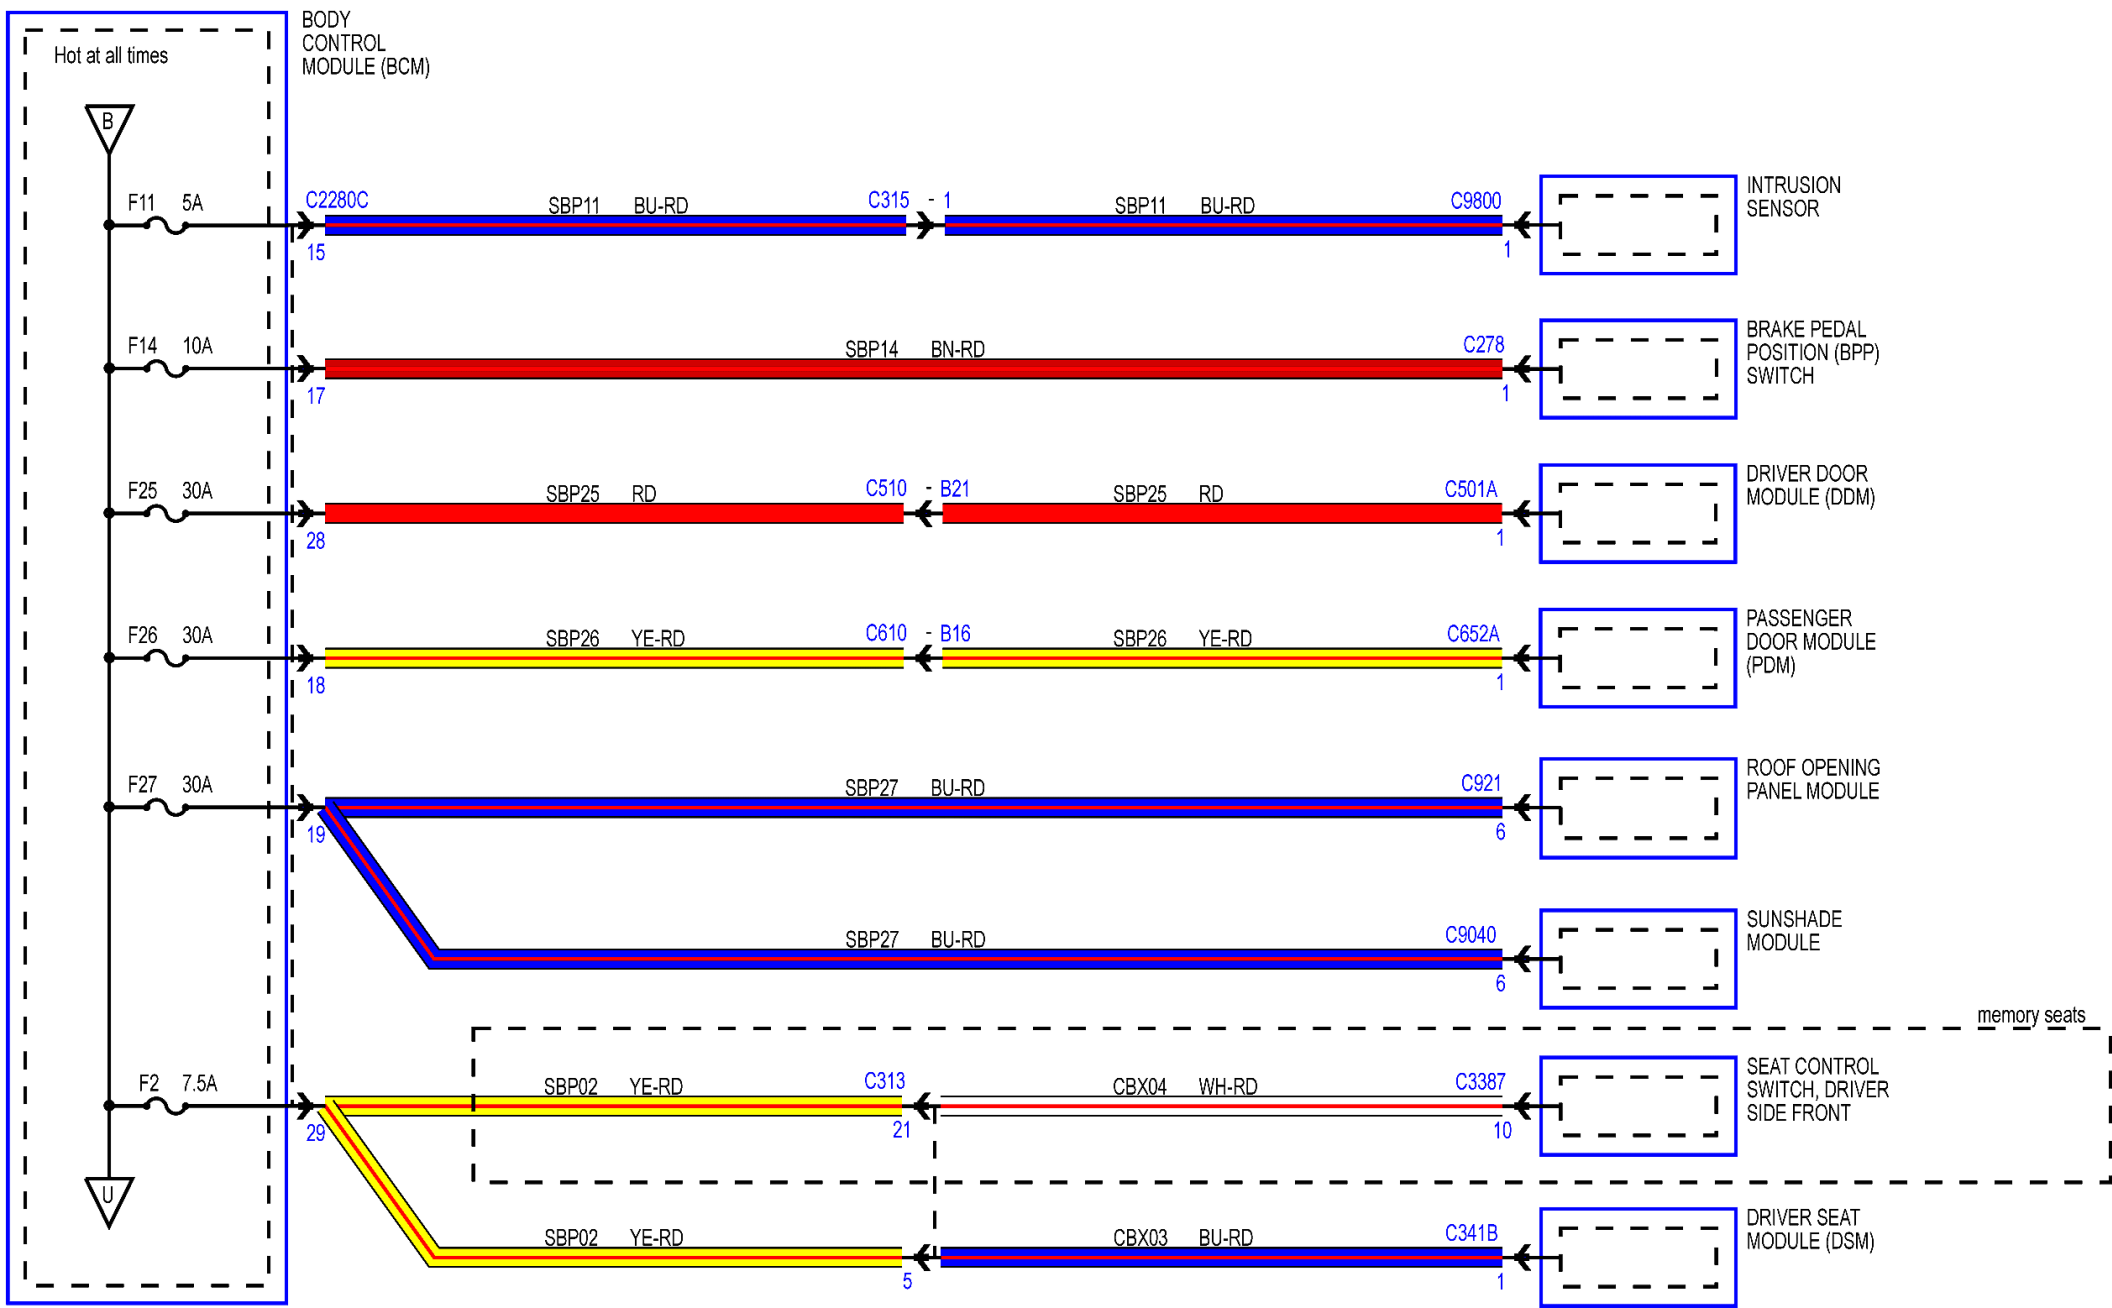 BODY
CONTROL
MODULE (BCM)
Hot at all times
B
F11 5A
C2280C
15
SBP11 BU-RD
C315 - 1
SBP11 BU-RD
C9800
1
INTRUSION
SENSOR
F14 10A
17
SBP14 BN-RD
C278
1
BRAKE PEDAL
POSITION (BPP)
SWITCH
F25 30A
28
SBP25 RD
C510 - B21
SBP25 RD
C501A
1
DRIVER DOOR
MODULE (DDM)
F26 30A
18
SBP26 YE-RD
C610 - B16
SBP26 YE-RD
C652A
1
PASSENGER
DOOR MODULE
(PDM)
F27 30A
19
SBP27 BU-RD
C921
6
ROOF OPENING
PANEL MODULE
SBP27 BU-RD
C9040
6
SUNSHADE
MODULE
memory seats
F2 7.5A
29
SBP02 YE-RD
C313
21
CBX04 WH-RD
C3387
10
SEAT CONTROL
SWITCH, DRIVER
SIDE FRONT
U
SBP02 YE-RD
5
CBX03 BU-RD
C341B
1
DRIVER SEAT
MODULE (DSM)